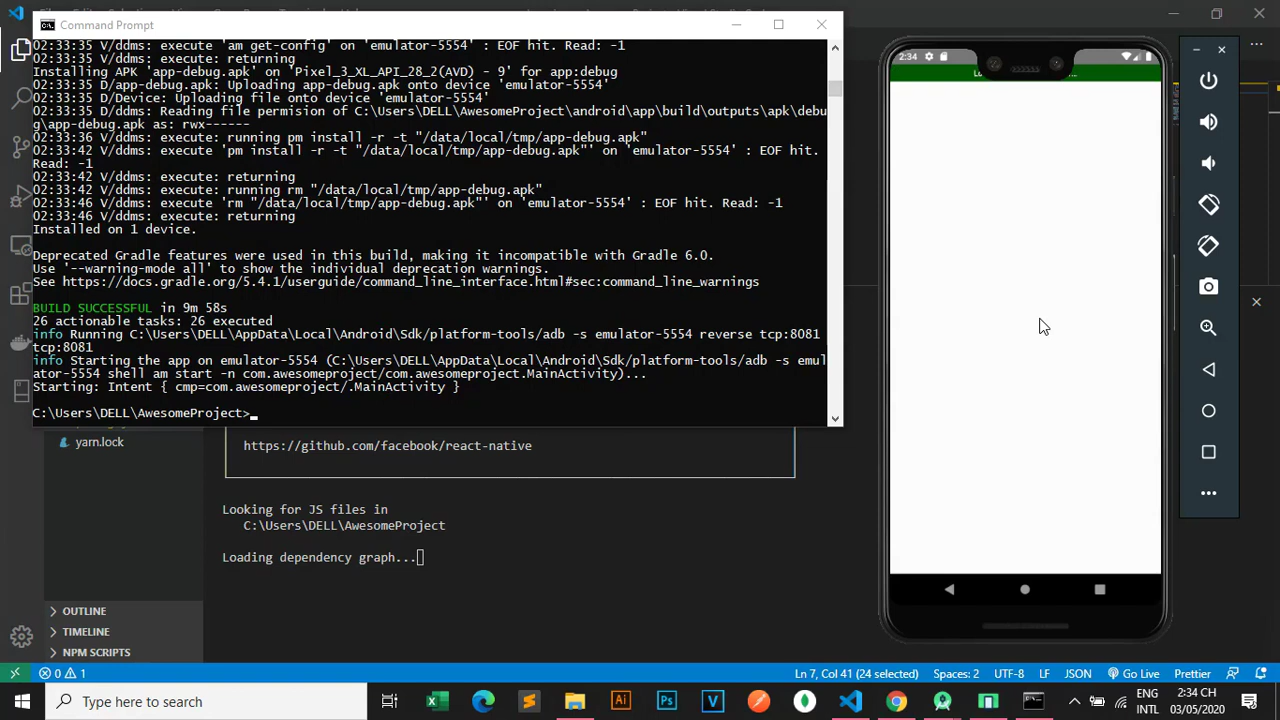 Command Prompt
02:33:35 V/ddms: execute 'am get-config' on 'emulator-5554' : EOF hit. Read: -1
02:33:35 V/ddms: execute: returning
Installing APK 'app-debug.apk' on 'Pixel_3_XL_API_28_2(AVD) - 9' for app:debug
02:33:35 D/app-debug.apk: Uploading app-debug.apk onto device 'emulator-5554'
02:33:35 D/Device: Uploading file onto device 'emulator-5554'
02:33:35 D/ddms: Reading file permision of C:\Users\DELL\AwesomeProject\android\app\build\outputs\apk\debu
g\app-debug.apk as: rwx------
02:33:36 V/ddms: execute: running pm install -r -t "/data/local/tmp/app-debug.apk"
02:33:42 V/ddms: execute 'pm install -r -t "/data/local/tmp/app-debug.apk"' on 'emulator-5554' : EOF hit.
Read: -1
02:33:42 V/ddms: execute: returning
02:33:42 V/ddms: execute: running rm "/data/local/tmp/app-debug.apk"
02:33:46 V/ddms: execute 'rm "/data/local/tmp/app-debug.apk"' on 'emulator-5554' : EOF hit. Read: -1
02:33:46 V/ddms: execute: returning
Installed on 1 device.
Deprecated Gradle features were used in this build, making it incompatible with Gradle 6.0.
Use '--warning-mode all' to show the individual deprecation warnings.
See https://docs.gradle.org/5.4.1/userguide/command_line_interface.html#sec:command_line_warnings
BUILD SUCCESSFUL in 9m 58s
26 actionable tasks: 26 executed
info Running C:\Users\DELL\AppData\Local\Android\Sdk/platform-tools/adb -s emulator-5554 reverse tcp:8081
tcp:8081
info Starting the app on emulator-5554 (C:\Users\DELL\AppData\Local\Android\Sdk/platform-tools/adb -s emul
ator-5554 shell am start -n com.awesomeproject/com.awesomeproject.MainActivity)...
Starting: Intent { cmp=com.awesomeproject/.MainActivity }
C:\Users\DELL\AwesomeProject>
2:34
yarn.lock
https://github.com/facebook/react-native
Looking for JS files in
C:\Users\DELL\AwesomeProject
Loading dependency graph...
OUTLINE
TIMELINE
NPM SCRIPTS
0 1
Ln 7, Col 41 (24 selected)
Spaces: 2
UTF-8
LF
JSON
Go Live
Prettier
Type here to search
ENG
INTL
2:34 CH
03/05/2020